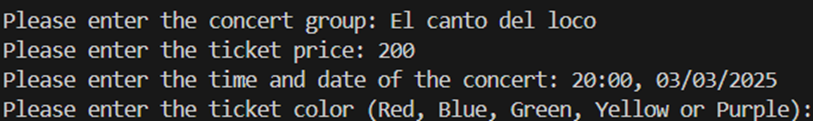 Please enter the concert group: El canto del loco
Please enter the ticket price: 200
Please enter the time and date of the concert: 20:00, 03/03/2025
Please enter the ticket color (Red, Blue, Green, Yellow or Purple):